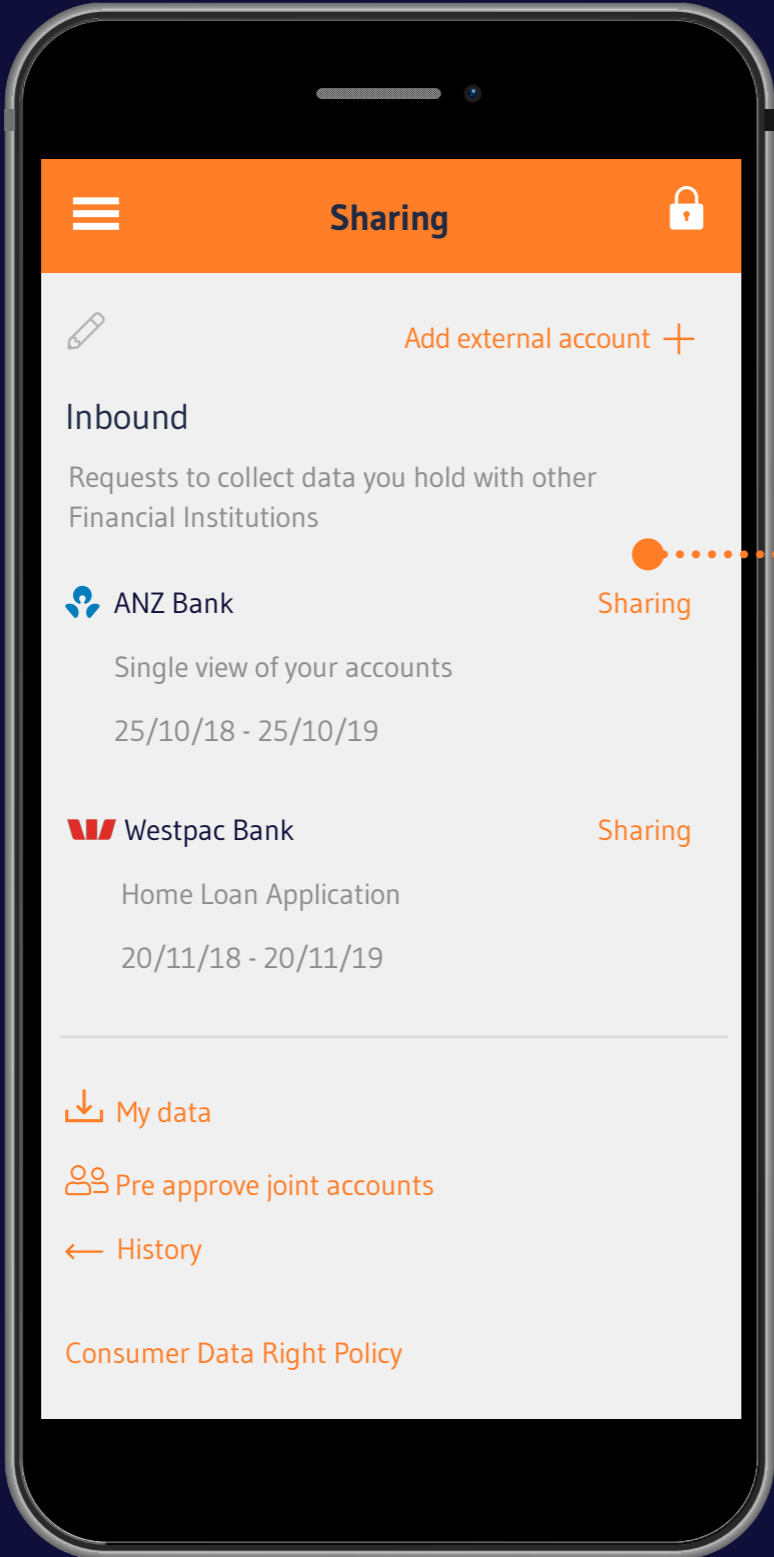 Sharing
Add external account
Inbound
Requests to collect data you hold with other
Financial Institutions
ANZ Bank Sharing
Single view of your accounts
25/10/18 - 25/10/19
Westpac Bank Sharing
Home Loan Application
20/11/18 - 20/11/19
My data
Pre approve joint accounts
History
Consumer Data Right Policy